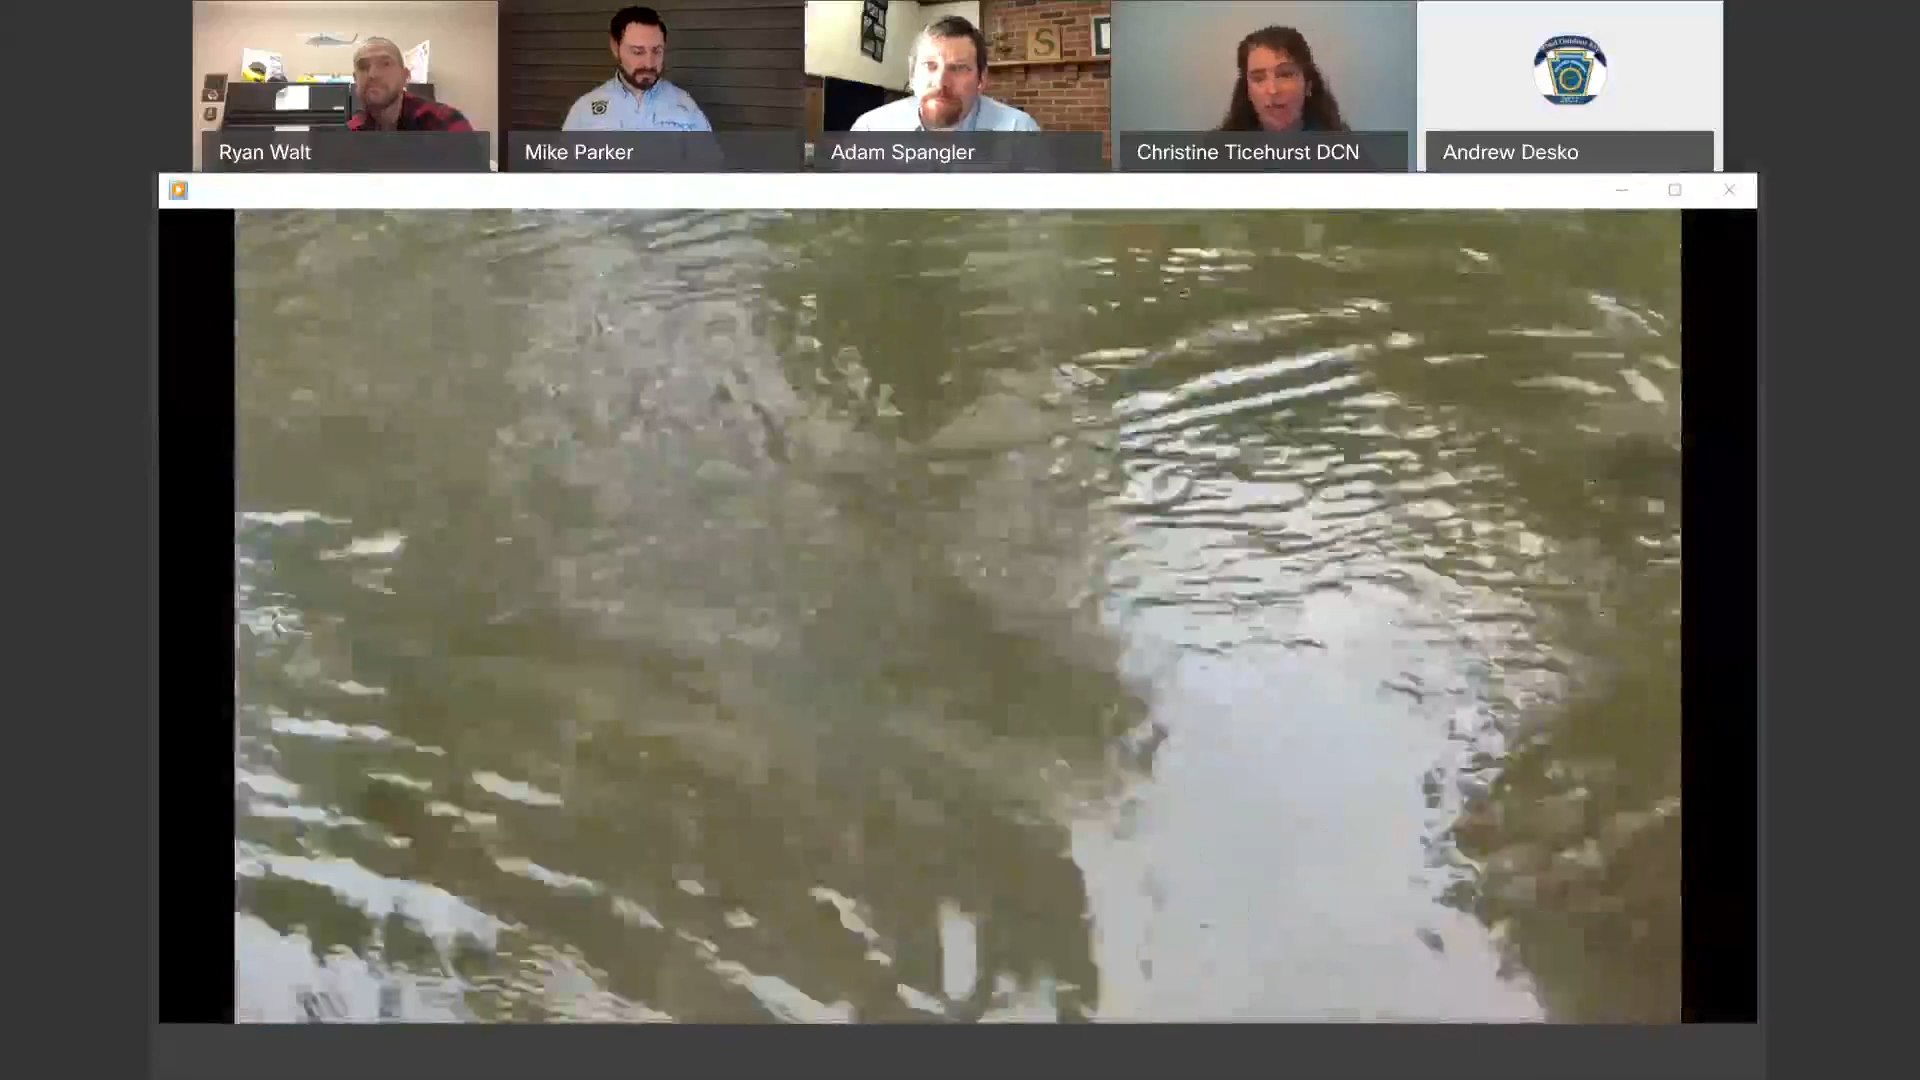 Ryan Walt
Mike Parker
Adam Spangler
Christine Ticehurst DCN
Andrew Desko
S